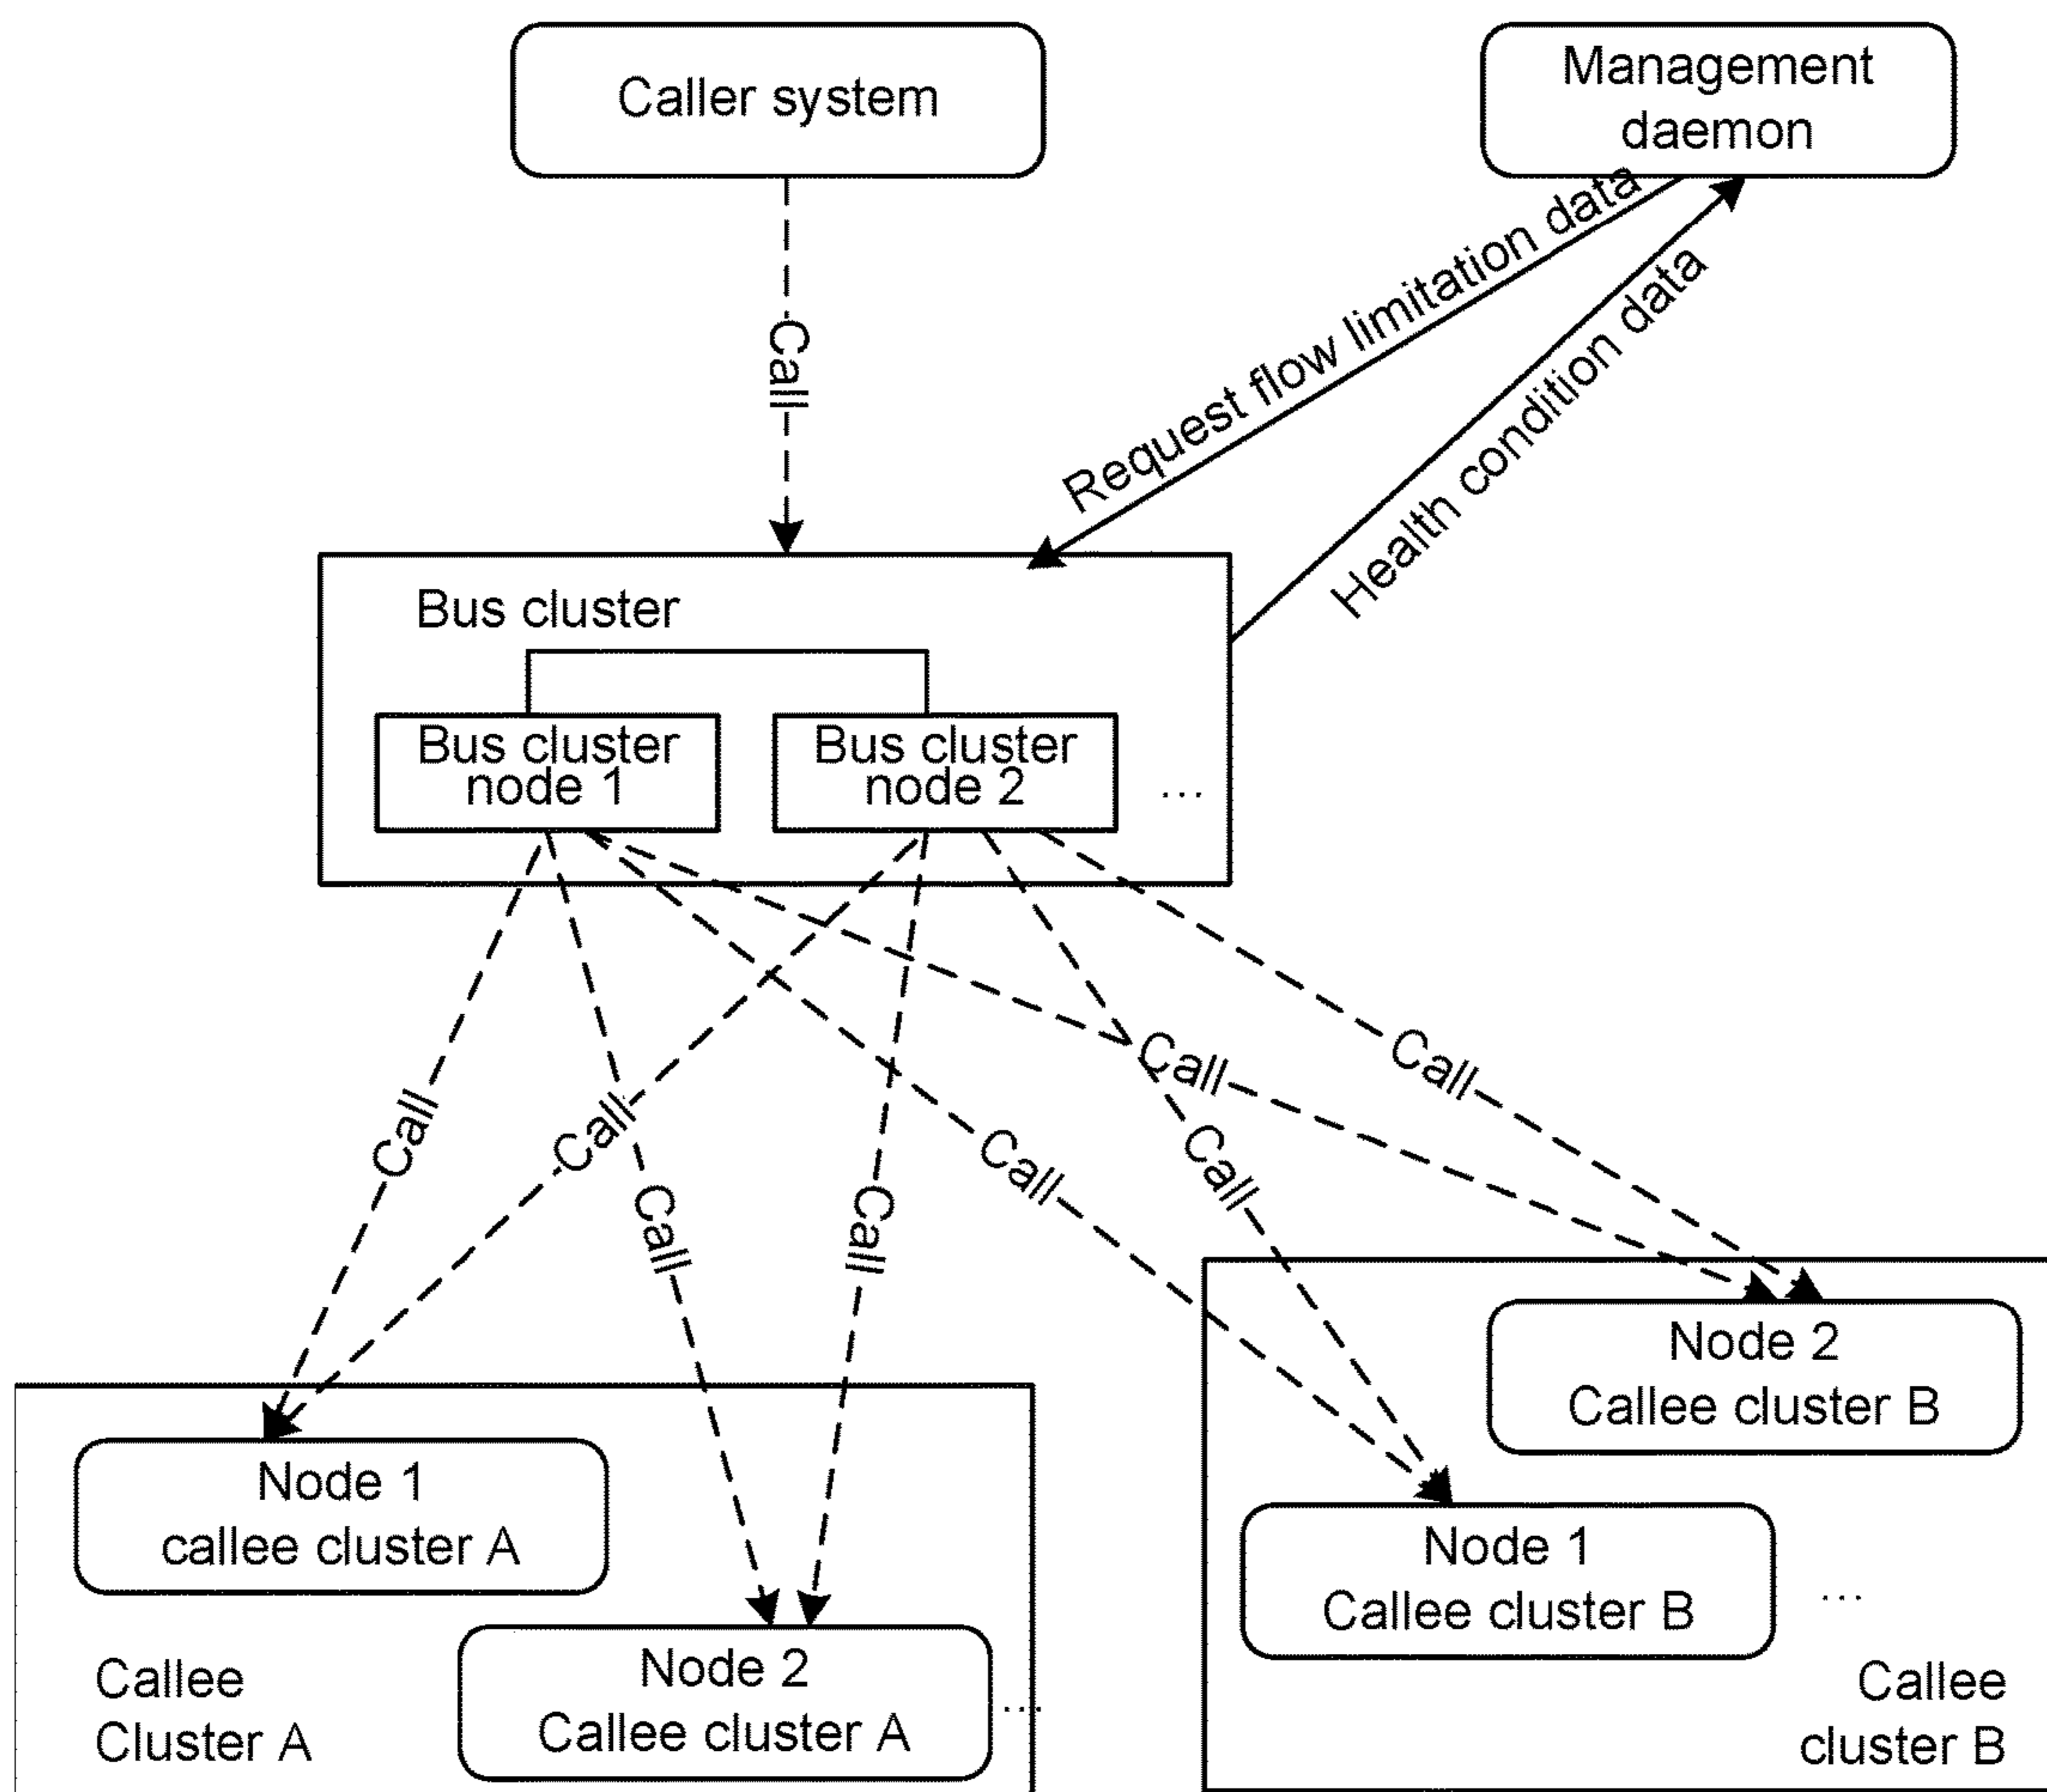 Caller system
Management
daemon
Call
Request flow limitation data
Health condition data
Bus cluster
Bus cluster
node 1
Bus cluster
node 2
...
Call
Call
Call
Call
Call
Call
Call
Call
Node 1
callee cluster A
Node 2
Callee cluster A
...
Callee
Cluster A
Node 2
Callee cluster B
Node 1
Callee cluster B
...
Callee
cluster B